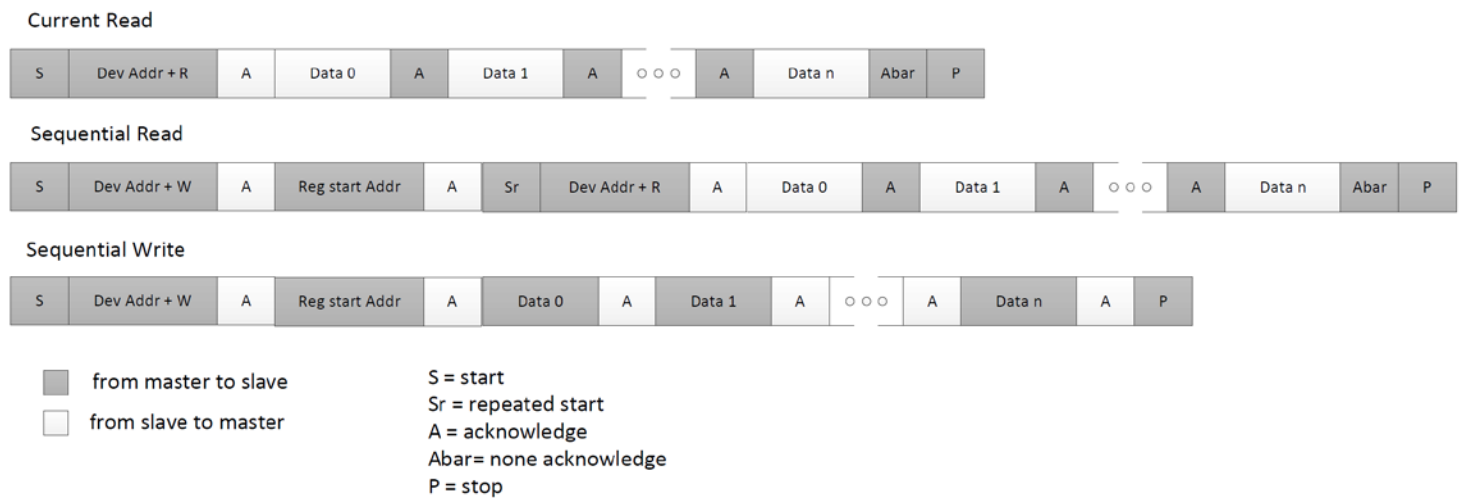 Current Read
S Dev Addr + R A Data 0 A Data 1 A A Data n Abar P
Sequential Read
S Dev Addr + W A Reg start Addr A Sr Dev Addr + R A Data 0 A Data 1 A A Data n Abar P
Sequential Write
S Dev Addr + W A Reg start Addr A Data 0 A Data 1 A A Data n A P
from master to slave
from slave to master
S = start
Sr = repeated start
A = acknowledge
Abar= none acknowledge
P = stop